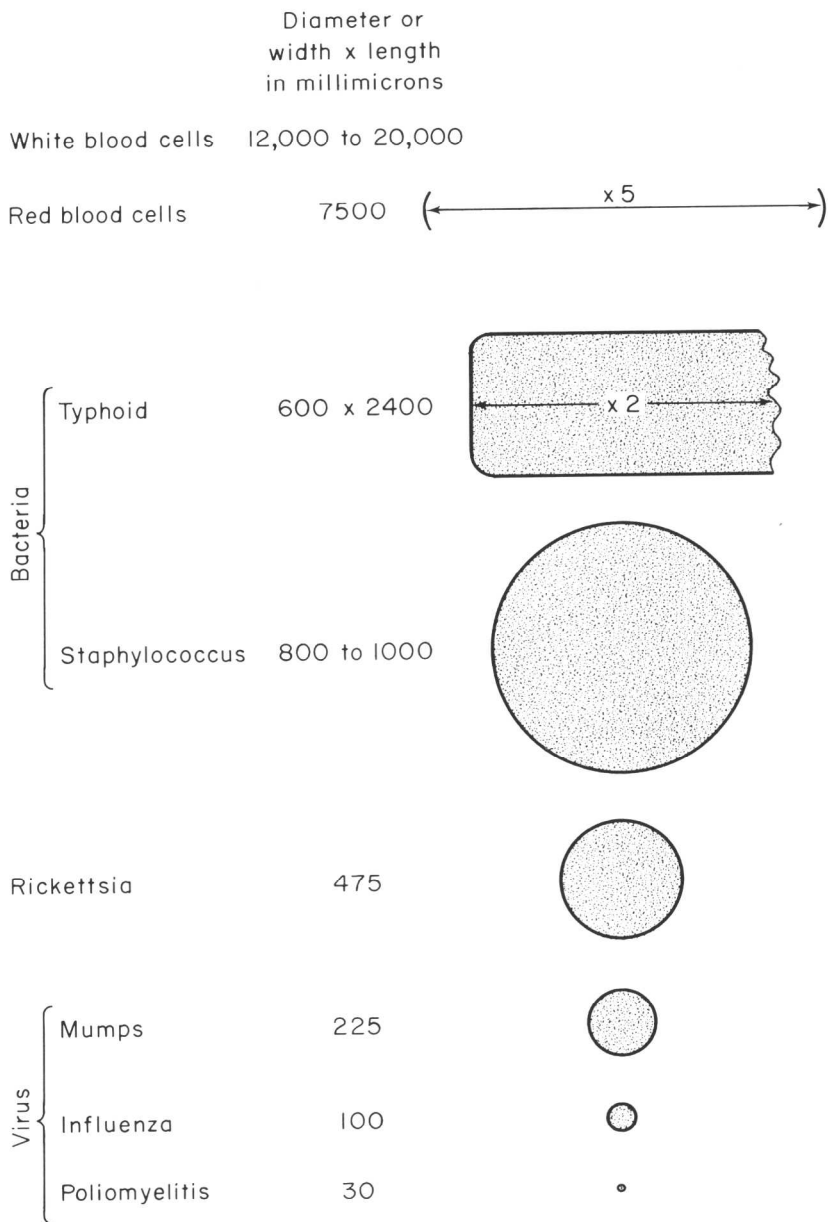 Diameter or
width x length
in millimicrons
White blood cells 12,000 to 20,000
Red blood cells 7500 x 5
Bacteria
Typhoid 600 x 2400 x 2
Staphylococcus 800 to 1000
Rickettsia 475
Virus
Mumps 225
Influenza 100
Poliomyelitis 30